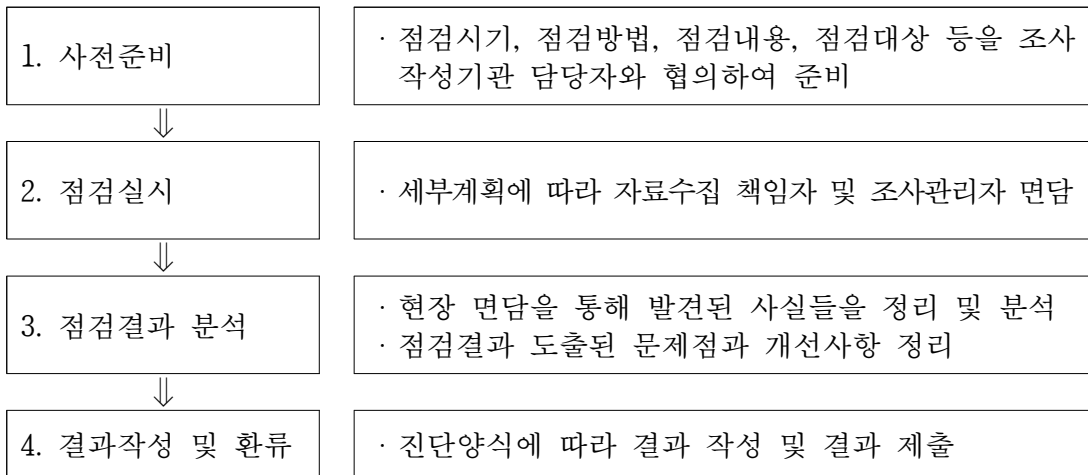 1. 사전준비
· 점검시기, 점검방법, 점검내용, 점검대상 등을 조사
작성기관 담당자와 협의하여 준비
⇓
2. 점검실시
· 세부계획에 따라 자료수집 책임자 및 조사관리자 면담
⇓
3. 점검결과 분석
· 현장 면담을 통해 발견된 사실들을 정리 및 분석
· 점검결과 도출된 문제점과 개선사항 정리
⇓
4. 결과작성 및 환류
· 진단양식에 따라 결과 작성 및 결과 제출